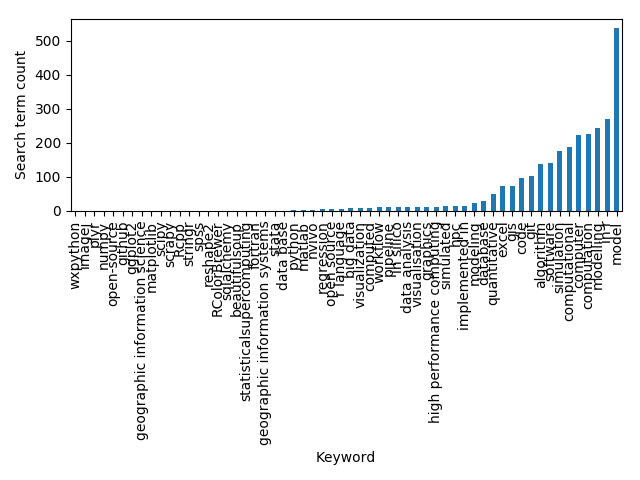 Search term count
500
400
300
200
100
0
wxpython
imagej
plyr
numpy
open-source
github
ggplot2
geographic information science
matplotlib
scipy
scrapy
Rcpp
stringr
spss
reshape2
RColorBrewer
sqlalchemy
beautifulsoup
statisticalsupercomputing
fortran
geographic information systems
stata
data base
python
matlab
nvivo
regression
open source
r language
big data
visualization
computed
workflow
pipeline
in silico
data analysis
visualisation
graphics
high performance computing
simulated
hpc
implemented in
modeling
database
quantitative
excel
gis
code
git
algorithm
software
simulation
computational
computer
computation
modelling
model
Keyword